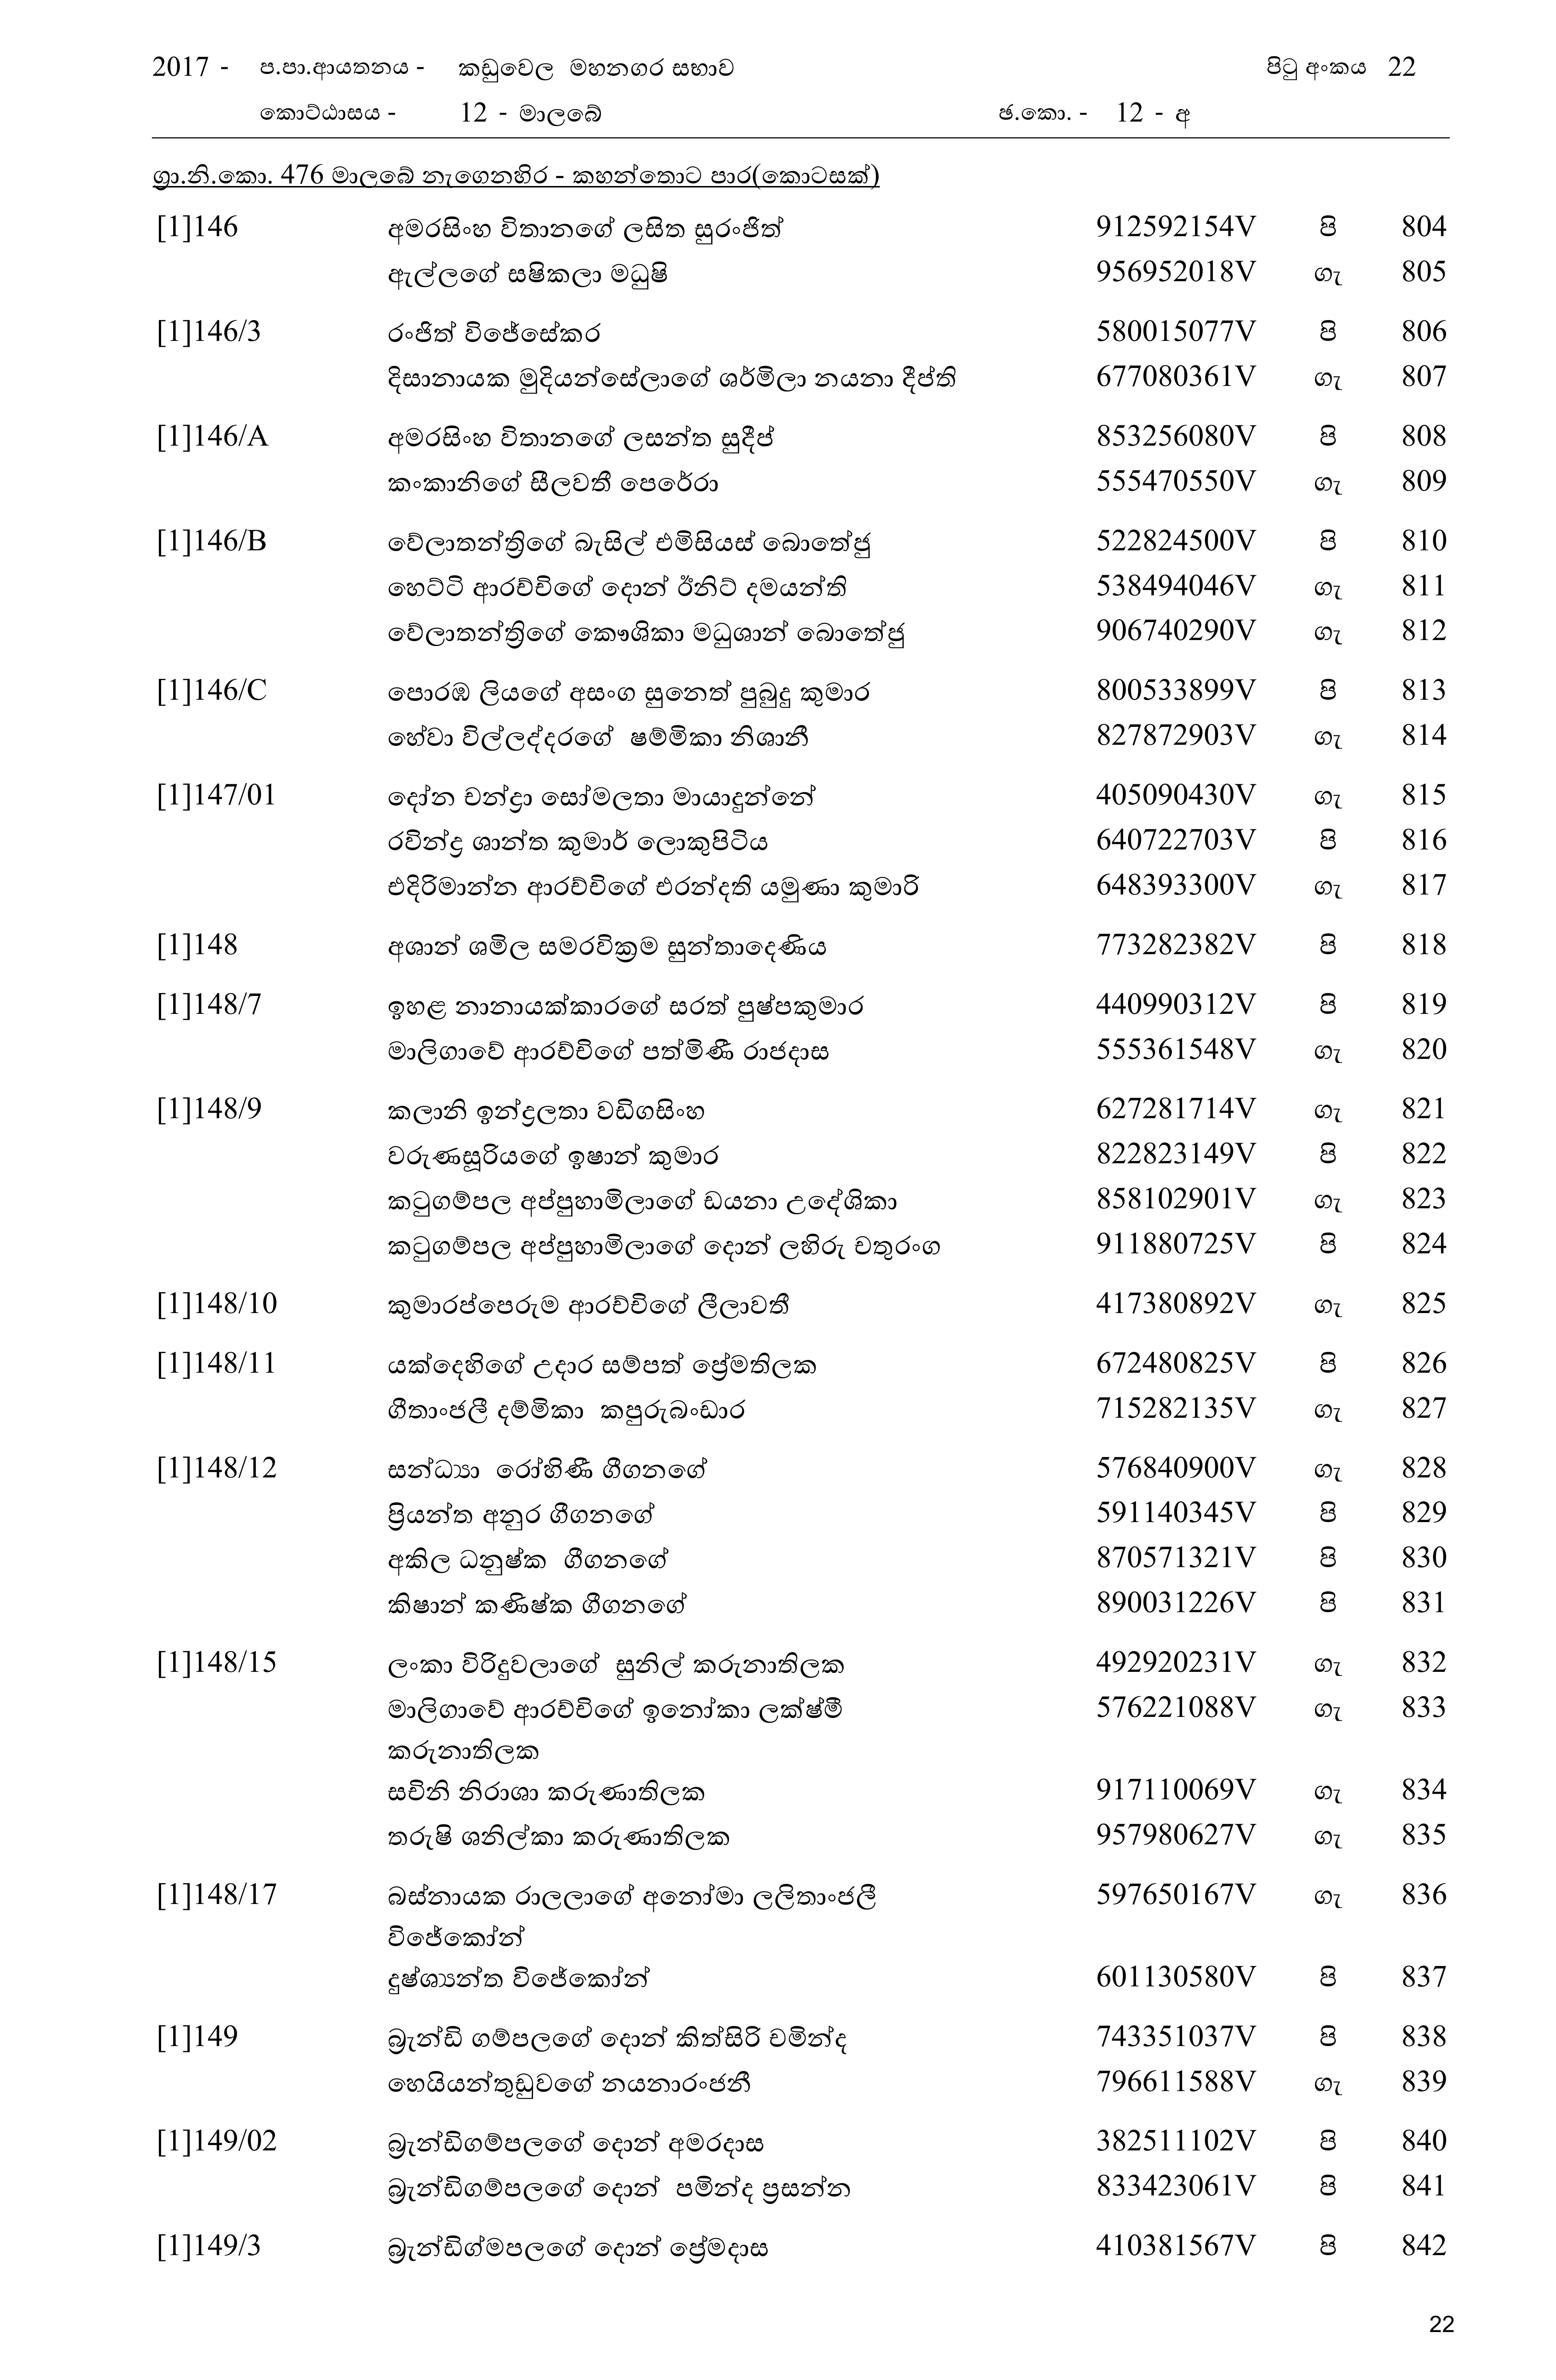 2017 - ප.පා.ආයතනය - කඩුවෙල මහනගර සභාව පිටු අංකය 22
කොට්ඨාසය - 12 - මාලබේ ඡ.කො. - 12 - අ
ග්‍රා.නි.කො. 476 මාලබේ නැගෙනහිර - කහන්තොට පාර(කොටසක්)
[1]146 අමරසිංහ විතානගේ ලසිත සුරංජිත් 912592154V පි 804
ඇල්ලගේ සෂිකලා මධුෂි 956952018V ගැ 805
[1]146/3 රංජිත් විජේසේකර 580015077V පි 806
දිසානායක මුදියන්සේලාගේ ශර්මිලා නයනා දීප්ති 677080361V ගැ 807
[1]146/A අමරසිංහ විතානගේ ලසන්ත සුදීප් 853256080V පි 808
කංකානිගේ සීලවතී පෙරේරා 555470550V ගැ 809
[1]146/B වේලාතන්ත්‍රිගේ බැසිල් එම්සියස් බොතේජු 522824500V පි 810
හෙට්ටි ආරච්චිගේ දොන් ඊනිට් දමයන්ති 538494046V ගැ 811
වේලාතන්ත්‍රිගේ කෞශිකා මධුශාන් බොතේජු 906740290V ගැ 812
[1]146/C පොරඹ ලියගේ අසංග සුනෙත් පුබුදු කුමාර 800533899V පි 813
හේවා විල්ලද්දරගේ ෂම්මිකා නිශානී 827872903V ගැ 814
[1]147/01 දෝන චන්ද්‍රා සෝමලතා මායාදුන්නේ 405090430V ගැ 815
රවින්ද්‍ර ශාන්ත කුමාර් ලොකුපිටිය 640722703V පි 816
එදිරිමාන්න ආරච්චිගේ එරන්දති යමුණා කුමාරි 648393300V ගැ 817
[1]148 අශාන් ශමිල සමරවික්‍රම සුන්තාදෙණිය 773282382V පි 818
[1]148/7 ඉහළ නානායක්කාරගේ සරත් පුෂ්පකුමාර 440990312V පි 819
මාලිගාවේ ආරච්චිගේ පත්මිණී රාජදාස 555361548V ගැ 820
[1]148/9 කලානි ඉන්ද්‍රලතා වඩිගසිංහ 627281714V ගැ 821
වරුණසූරියගේ ඉෂාන් කුමාර 822823149V පි 822
කටුගම්පල අප්පුහාමිලාගේ ඩයනා උදේශිකා 858102901V ගැ 823
කටුගම්පල අප්පුහාමිලාගේ දොන් ලහිරු චතුරංග 911880725V පි 824
[1]148/10 කුමාරප්පෙරුම ආරච්චිගේ ලීලාවතී 417380892V ගැ 825
[1]148/11 යක්දෙහිගේ උදාර සම්පත් ප්‍රේමතිලක 672480825V පි 826
ගීතාංජලී දම්මිකා කපුරුබංඩාර 715282135V ගැ 827
[1]148/12 සන්ධ්‍යා රෝහිණී ගීගනගේ 576840900V ගැ 828
ප්‍රියන්ත අනුර ගීගනගේ 591140345V පි 829
අකිල ධනුෂ්ක ගීගනගේ 870571321V පි 830
කිෂාන් කණිෂ්ක ගීගනගේ 890031226V පි 831
[1]148/15 ලංකා විරිදුවලාගේ සුනිල් කරුනාතිලක 492920231V ගැ 832
මාලිගාවේ ආරච්චිගේ ඉනෝකා ලක්ෂ්මී 576221088V ගැ 833
කරුනාතිලක
සචිනි නිරාශා කරුණාතිලක 917110069V ගැ 834
තරුෂි ශනිල්කා කරුණාතිලක 957980627V ගැ 835
[1]148/17 බස්නායක රාලලාගේ අනෝමා ලලිතාංජලී 597650167V ගැ 836
විජේකෝන්
දුෂ්ශ්‍යන්ත විජේකෝන් 601130580V පි 837
[1]149 බ්‍රැන්ඩි ගම්පලගේ දොන් කිත්සිරි චමින්ද 743351037V පි 838
හෙයියන්තුඩුවගේ නයනාරංජනී 796611588V ගැ 839
[1]149/02 බ්‍රැන්ඩිගම්පලගේ දොන් අමරදාස 382511102V පි 840
බ්‍රැන්ඩිගම්පලගේ දොන් පමින්ද ප්‍රසන්න 833423061V පි 841
[1]149/3 බ්‍රැන්ඩිග්මපලගේ දොන් ප්‍රේමදාස 410381567V පි 842
22